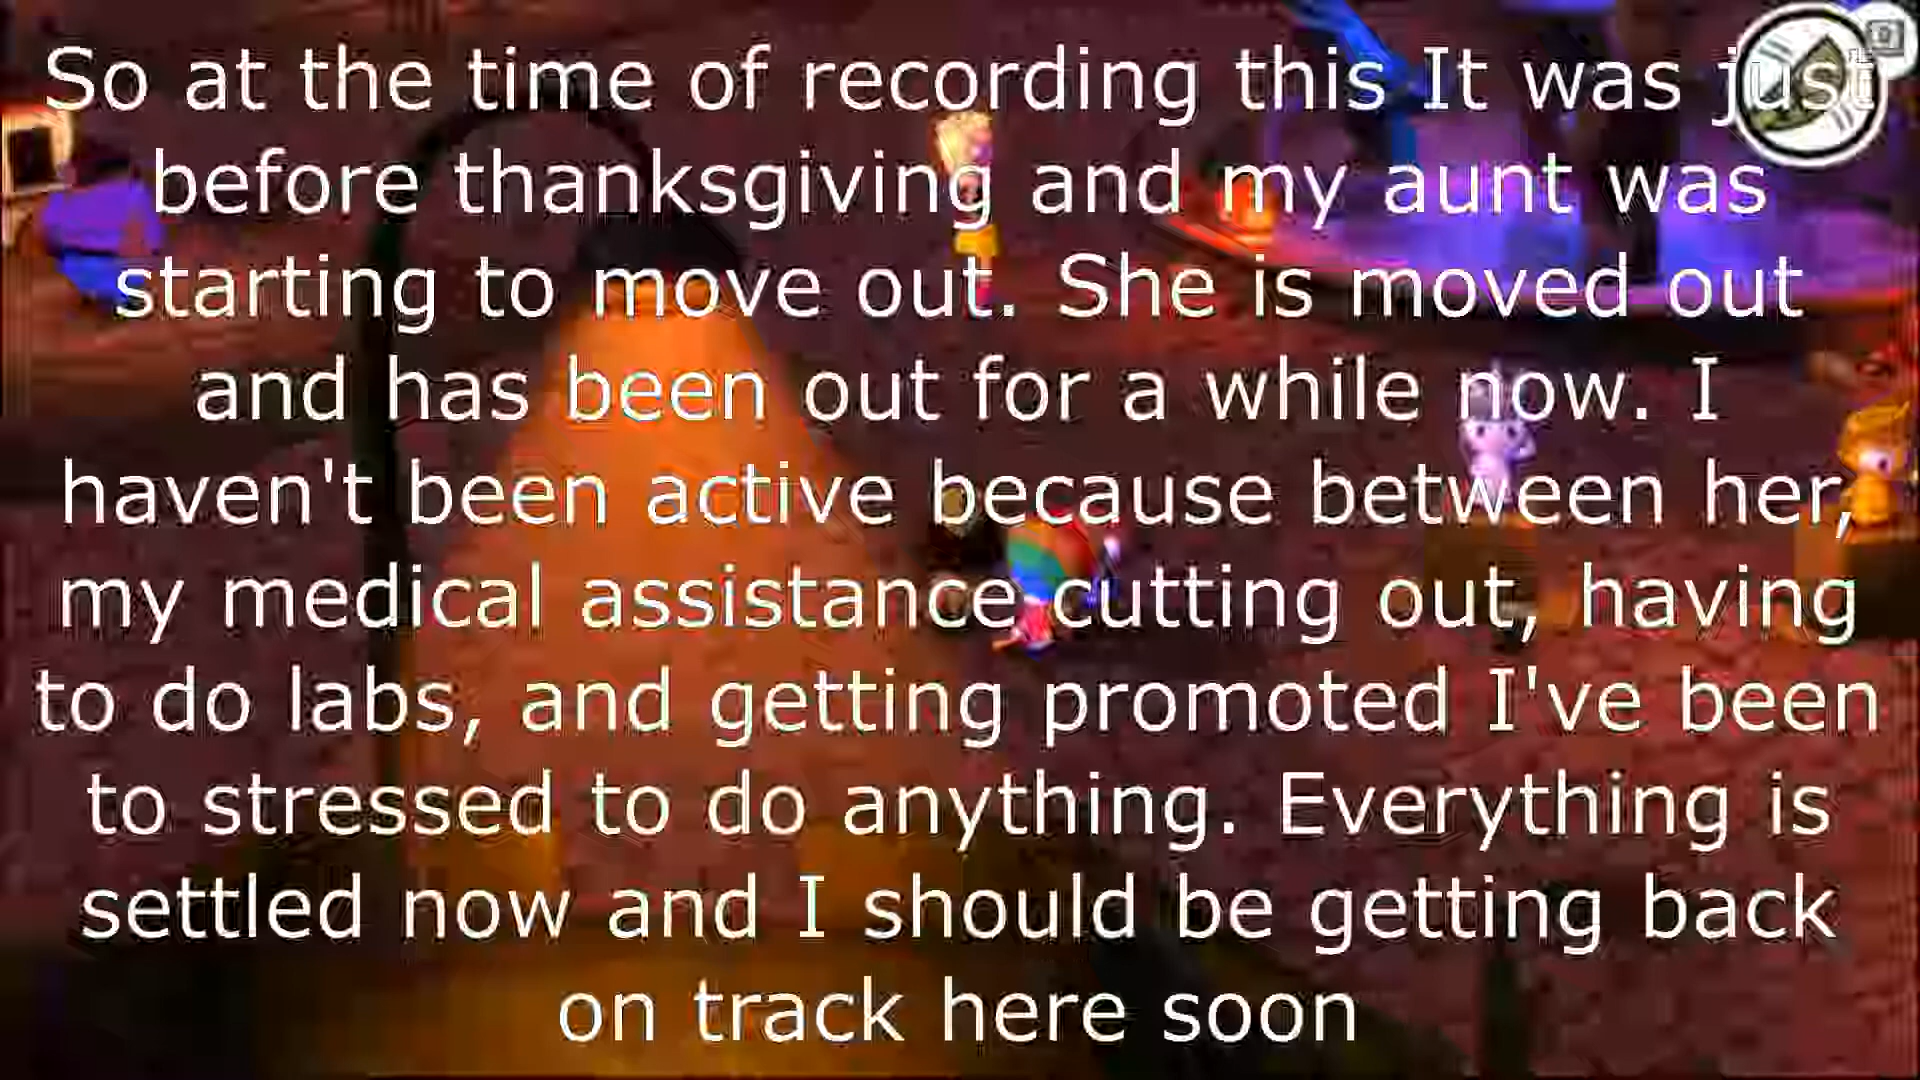 So at the time of recording this It was just
before thanksgiving and my aunt was
starting to move out. She is moved out
and has been out for a while now. I
haven't been active because between her,
my medical assistance cutting out, having
to do labs, and getting promoted I've been
to stressed to do anything. Everything is
settled now and I should be getting back
on track here soon